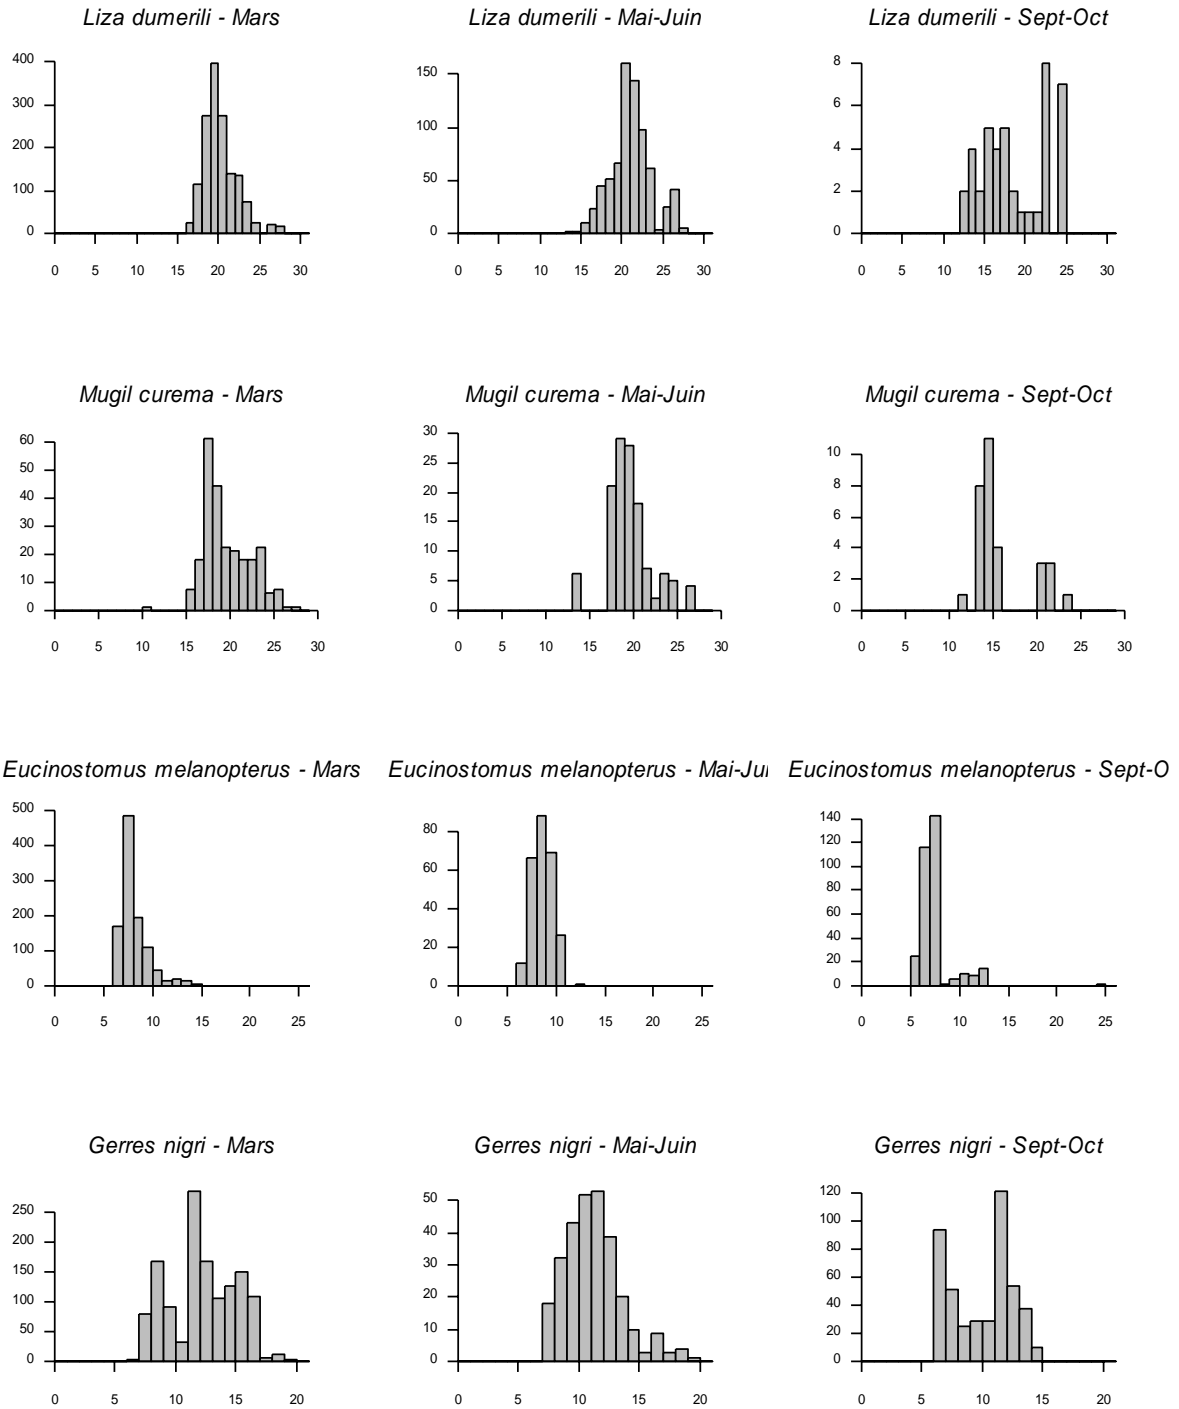 Liza dumerili - Mars Liza dumerili - Mai-Juin Liza dumerili - Sept-Oct
400 150 8
300 100 6
200 50 4
100 0 2
0 0
0 5 10 15 20 25 30 0 5 10 15 20 25 30 0 5 10 15 20 25 30
Mugil curema - Mars Mugil curema - Mai-Juin Mugil curema - Sept-Oct
60 30 10
50 25 8
40 20 6
30 15 4
20 10 2
10 5 0
0 0
0 5 10 15 20 25 30 0 5 10 15 20 25 30 0 5 10 15 20 25 30
Eucinostomus melanopterus - Mars Eucinostomus melanopterus - Mai-Jui Eucinostomus melanopterus - Sept-O
500 80 140
400 60 120
300 40 100
200 20 80
100 0 60
0 40
20
0
0 5 10 15 20 25 0 5 10 15 20 25 0 5 10 15 20 25
Gerres nigri - Mars Gerres nigri - Mai-Juin Gerres nigri - Sept-Oct
250 50 120
200 40 100
150 30 80
100 20 60
50 10 40
0 0 20
0
0 5 10 15 20 0 5 10 15 20 0 5 10 15 20